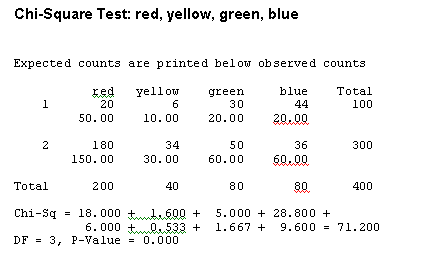 Chi-Square Test: red, yellow, green, blue
Expected counts are printed below observed counts
red yellow green blue Total
1 20 6 30 44 100
50.00 10.00 20.00 20.00
2 180 34 50 36 300
150.00 30.00 60.00 60.00
Total 200 40 80 80 400
Chi-Sq = 18.000 + 1.600 + 5.000 + 28.800 +
6.000 + 0.533 + 1.667 + 9.600 = 71.200
DF = 3, P-Value = 0.000